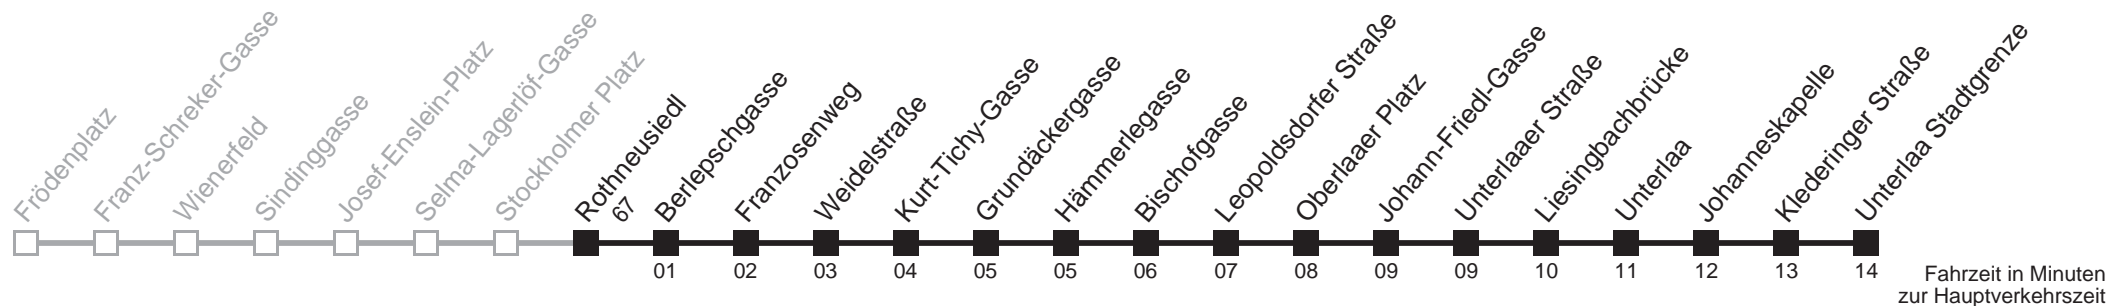 Frödenplatz
Franz-Schreker-Gasse
Wienerfeld
Sindinggasse
Josef-Enslein-Platz
Selma-Lagerlöf-Gasse
Stockholmer Platz
Rothneusiedl
67
Berlepschgasse
Franzosenweg
Weidelstraße
Kurt-Tichy-Gasse
Grundäckergasse
Hämmerlegasse
Bischofgasse
Leopoldsdorfer Straße
Oberlaaer Platz
Johann-Friedl-Gasse
Unterlaaer Straße
Liesingbachbrücke
Unterlaa
Johanneskapelle
Klederinger Straße
Unterlaa Stadtgrenze
01 02 03 04 05 05 06 07 08 09 09 10 11 12 13 14
Fahrzeit in Minuten
zur Hauptverkehrszeit